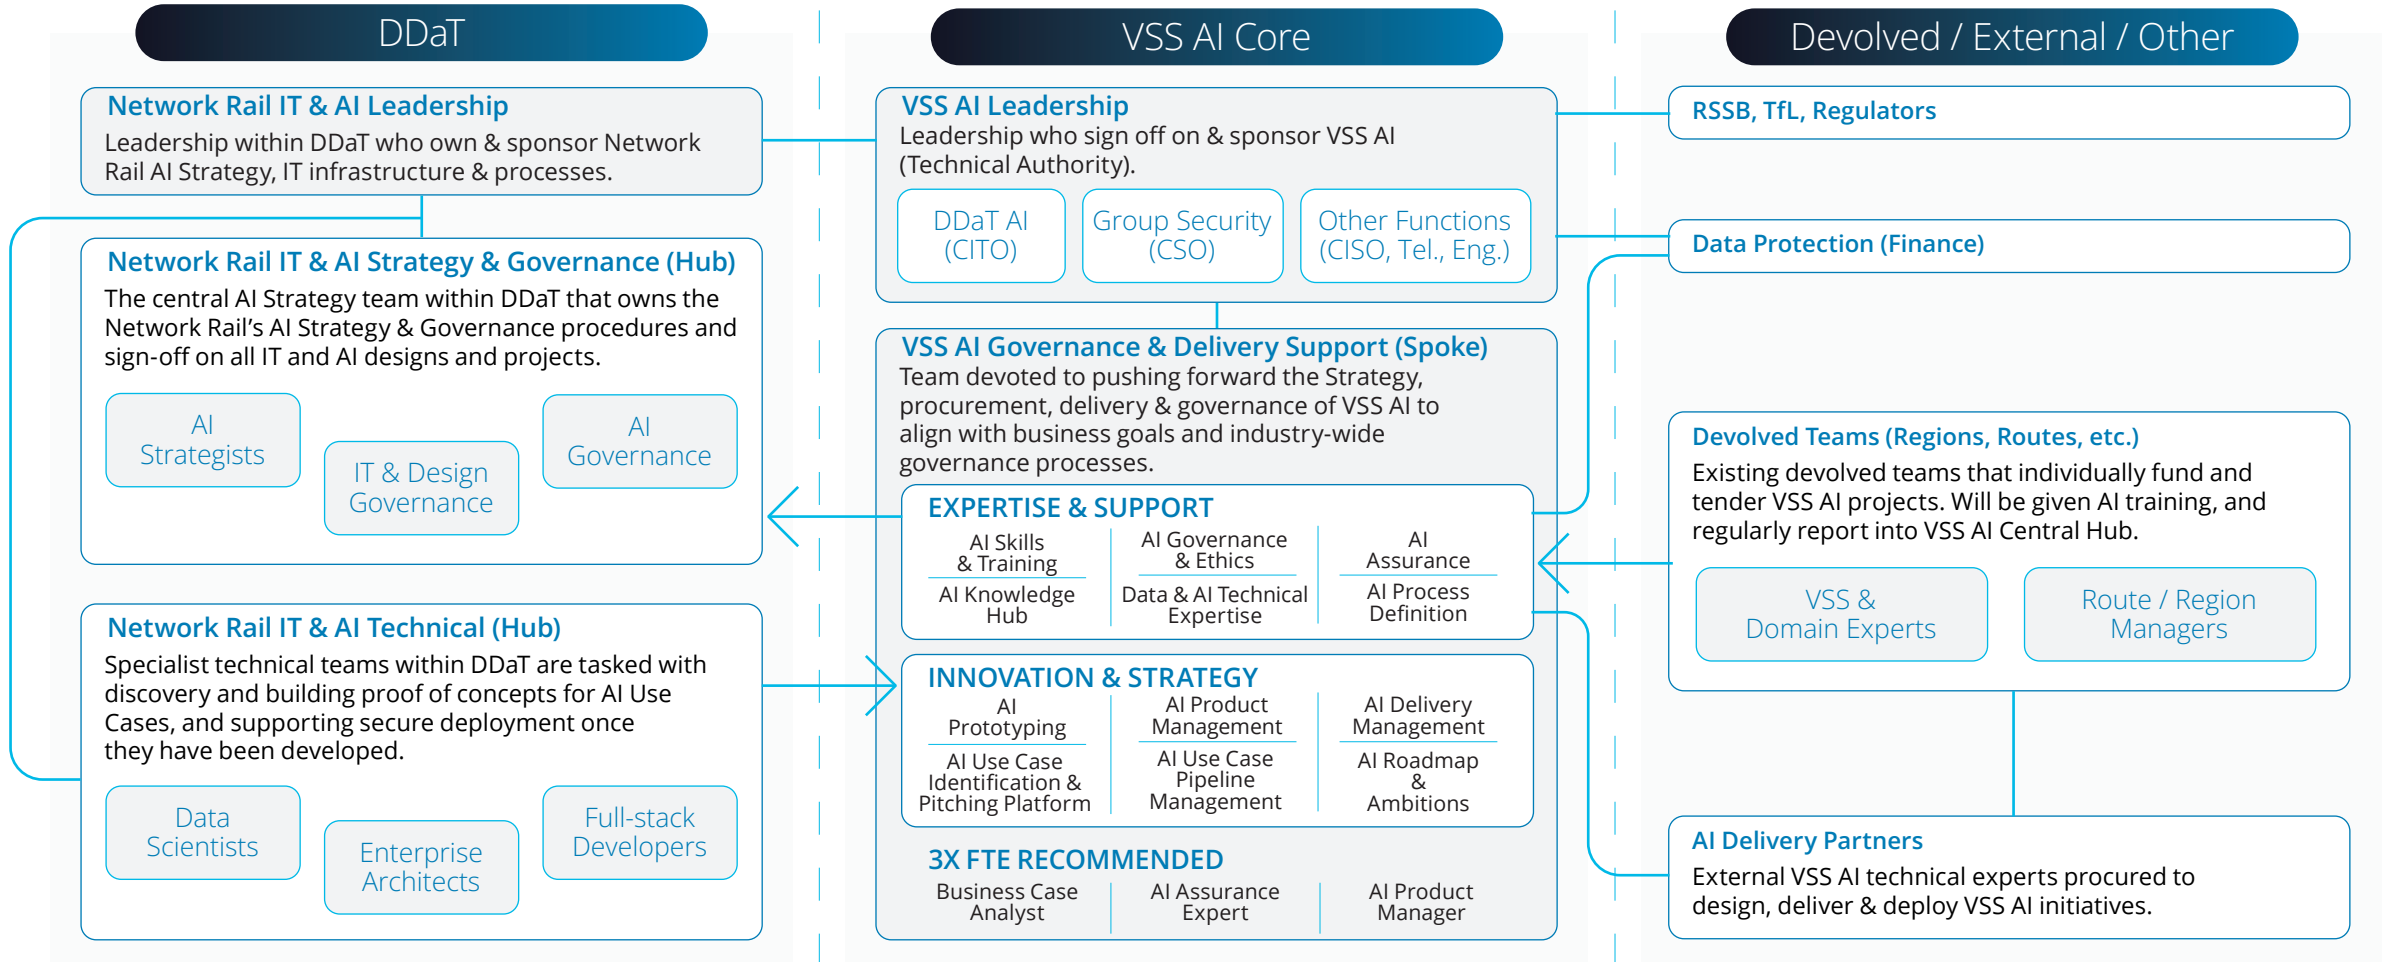 DDaT
Network Rail IT & AI Leadership
Leadership within DDaT who own & sponsor Network
Rail AI Strategy, IT infrastructure & processes.
Network Rail IT & AI Strategy & Governance (Hub)
The central AI Strategy team within DDaT that owns the
Network Rail's AI Strategy & Governance procedures and
sign-off on all IT and AI designs and projects.
AI
Strategists
IT & Design
Governance
AI
Governance
Network Rail IT & AI Technical (Hub)
Specialist technical teams within DDaT are tasked with
discovery and building proof of concepts for AI Use
Cases, and supporting secure deployment once
they have been developed.
Data
Scientists
Enterprise
Architects
Full-stack
Developers
VSS AI Core
VSS AI Leadership
Leadership who sign off on & sponsor VSS AI
(Technical Authority).
DDaT AI
(CITO)
Group Security
(CSO)
Other Functions
(CISO, Tel., Eng.)
VSS AI Governance & Delivery Support (Spoke)
Team devoted to pushing forward the Strategy,
procurement, delivery & governance of VSS AI to
align with business goals and industry-wide
governance processes.
EXPERTISE & SUPPORT
AI Skills
& Training
AI Governance
& Ethics
AI
Assurance
AI Knowledge
Hub
Data & AI Technical
Expertise
AI Process
Definition
INNOVATION & STRATEGY
AI
Prototyping
AI Product
Management
AI Delivery
Management
AI Use Case
Identification &
Pitching Platform
AI Use Case
Pipeline
Management
AI Roadmap
&
Ambitions
3X FTE RECOMMENDED
Business Case
Analyst
AI Assurance
Expert
AI Product
Manager
Devolved / External / Other
RSSB, TfL, Regulators
Data Protection (Finance)
Devolved Teams (Regions, Routes, etc.)
Existing devolved teams that individually fund and
tender VSS AI projects. Will be given AI training, and
regularly report into VSS AI Central Hub.
VSS &
Domain Experts
Route / Region
Managers
AI Delivery Partners
External VSS AI technical experts procured to
design, deliver & deploy VSS AI initiatives.